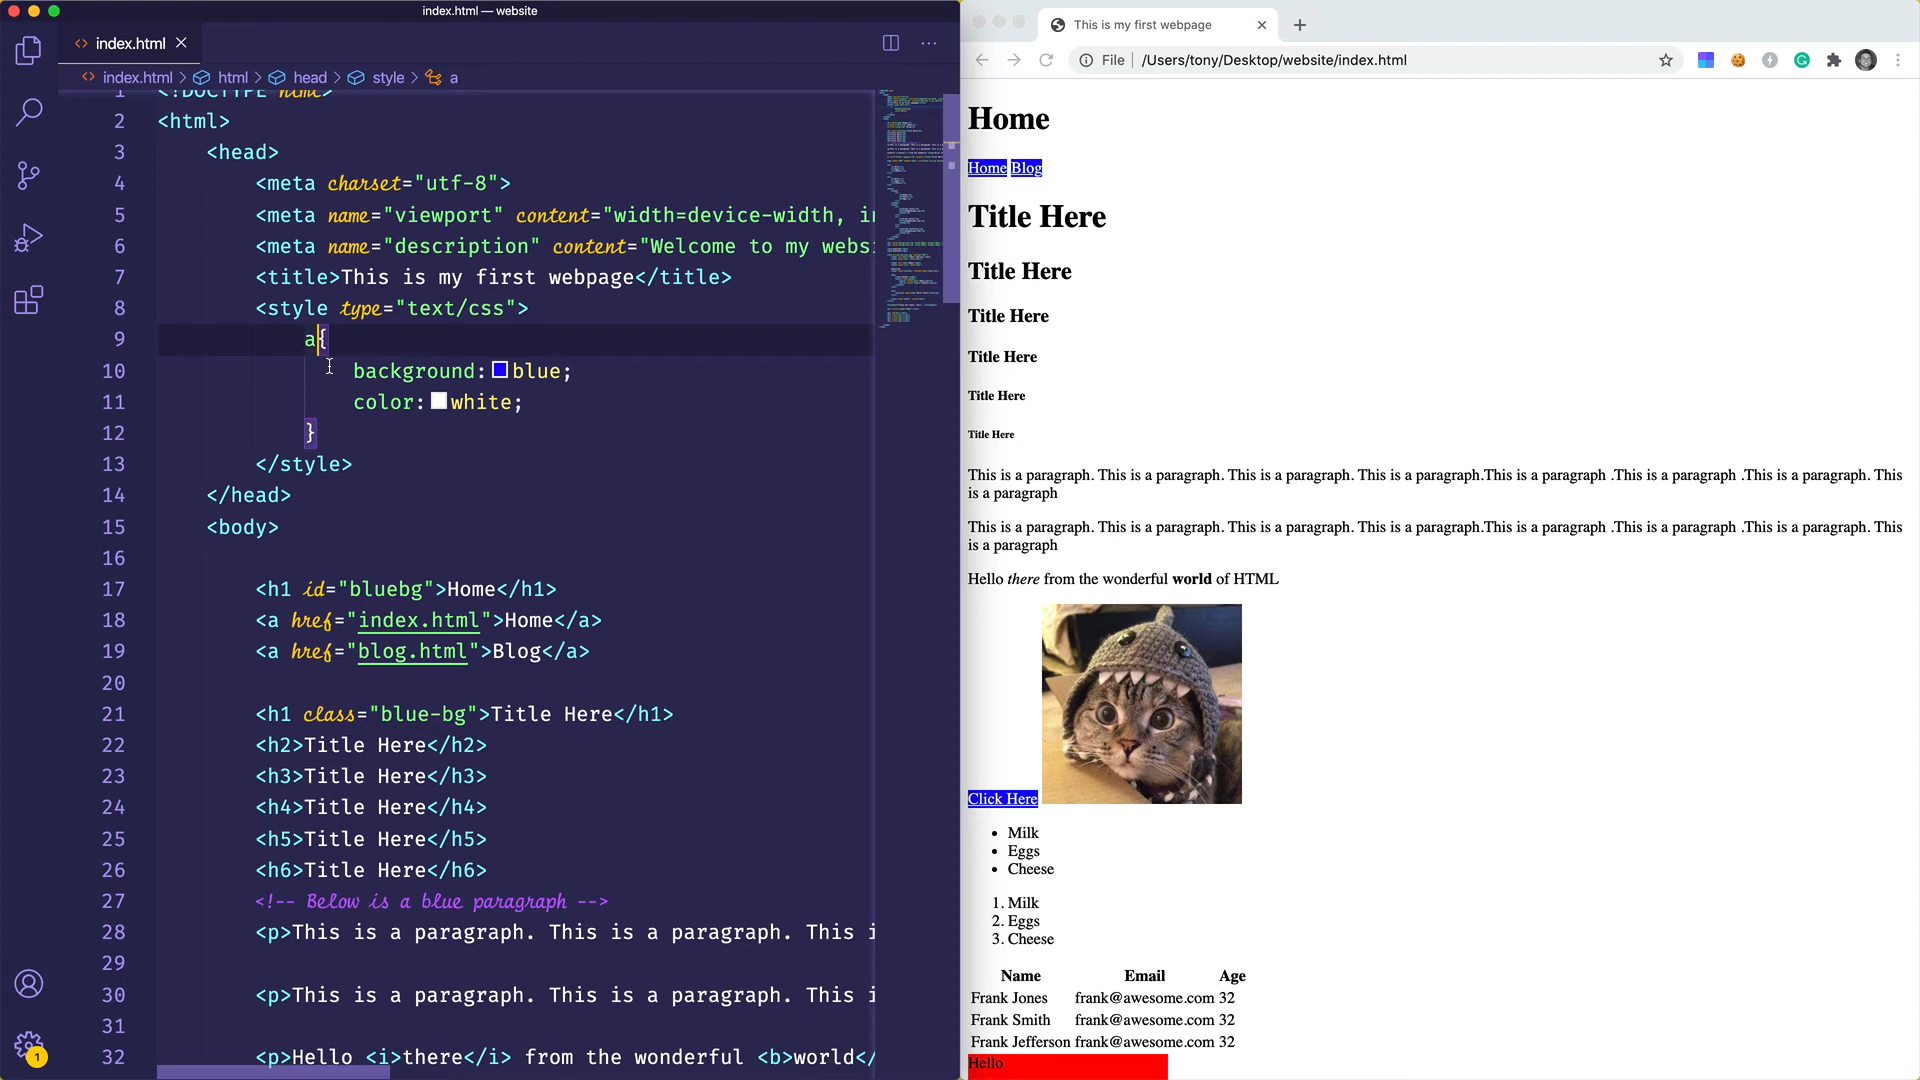 index.html — website
index.html
index.html > html > head > style > a
1 <!DOCTYPE html>
2 <html>
3 <head>
4 <meta charset="utf-8">
5 <meta name="viewport" content="width=device-width, in
6 <meta name="description" content="Welcome to my webs
7 <title>This is my first webpage</title>
8 <style type="text/css">
9 a{
10 background: blue;
11 color: white;
12 }
13 </style>
14 </head>
15 <body>
16
17 <h1 id="bluebg">Home</h1>
18 <a href="index.html">Home</a>
19 <a href="blog.html">Blog</a>
20
21 <h1 class="blue-bg">Title Here</h1>
22 <h2>Title Here</h2>
23 <h3>Title Here</h3>
24 <h4>Title Here</h4>
25 <h5>Title Here</h5>
26 <h6>Title Here</h6>
27 <!-- Below is a blue paragraph -->
28 <p>This is a paragraph. This is a paragraph. This i
29
30 <p>This is a paragraph. This is a paragraph. This i
31
32 <p>Hello <i>there</i> from the wonderful <b>world</
1
This is my first webpage
File | /Users/tony/Desktop/website/index.html
Home
Home Blog
Title Here
Title Here
Title Here
Title Here
Title Here
Title Here
This is a paragraph. This is a paragraph. This is a paragraph. This is a paragraph.This is a paragraph .This is a paragraph .This is a paragraph. This
is a paragraph
This is a paragraph. This is a paragraph. This is a paragraph. This is a paragraph.This is a paragraph .This is a paragraph .This is a paragraph. This
is a paragraph
Hello there from the wonderful world of HTML
Click Here
• Milk
• Eggs
• Cheese
1. Milk
2. Eggs
3. Cheese
Name Email Age
Frank Jones frank@awesome.com 32
Frank Smith frank@awesome.com 32
Frank Jefferson frank@awesome.com 32
Hello